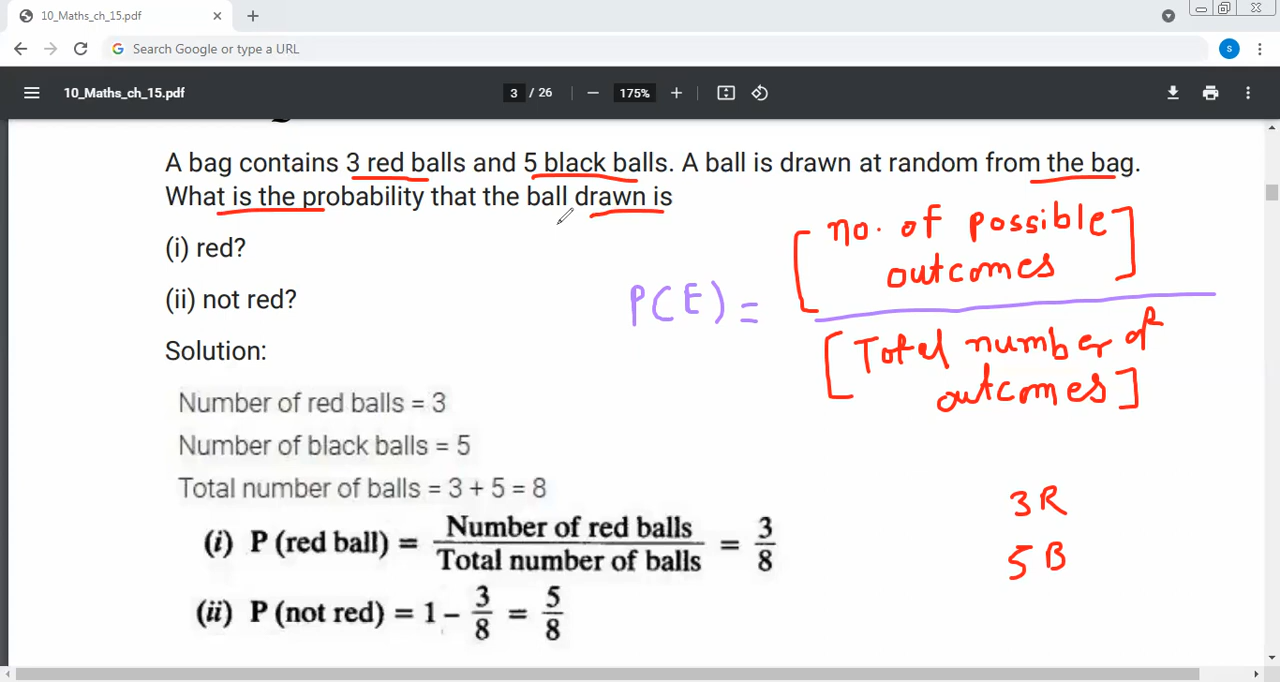 10_Maths_ch_15.pdf
Search Google or type a URL
S
10_Maths_ch_15.pdf
3 / 26
175%
A bag contains 3 red balls and 5 black balls. A ball is drawn at random from the bag.
What is the probability that the ball drawn is
(i) red?
(ii) not red?
P(E) =
[no. of possible
outcomes]
[Total number of
outcomes]
Solution:
Number of red balls = 3
Number of black balls = 5
Total number of balls = 3 + 5 = 8
(i) P (red ball) = Number of red balls / Total number of balls = 3/8
(ii) P (not red) = 1 – 3/8 = 5/8
3R
5B